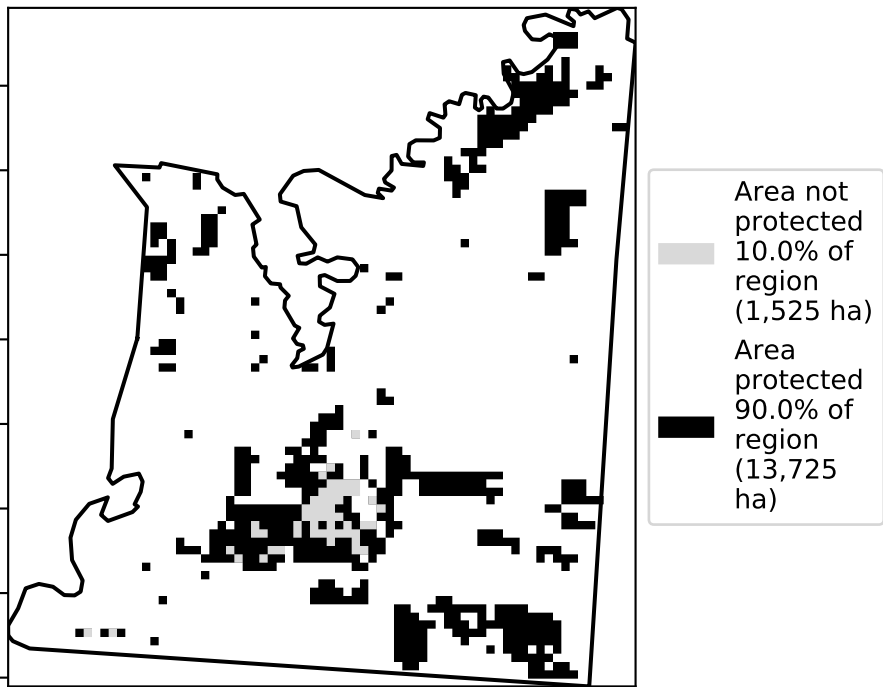 Area not
protected
10.0% of
region
(1,525 ha)
Area
protected
90.0% of
region
(13,725
ha)